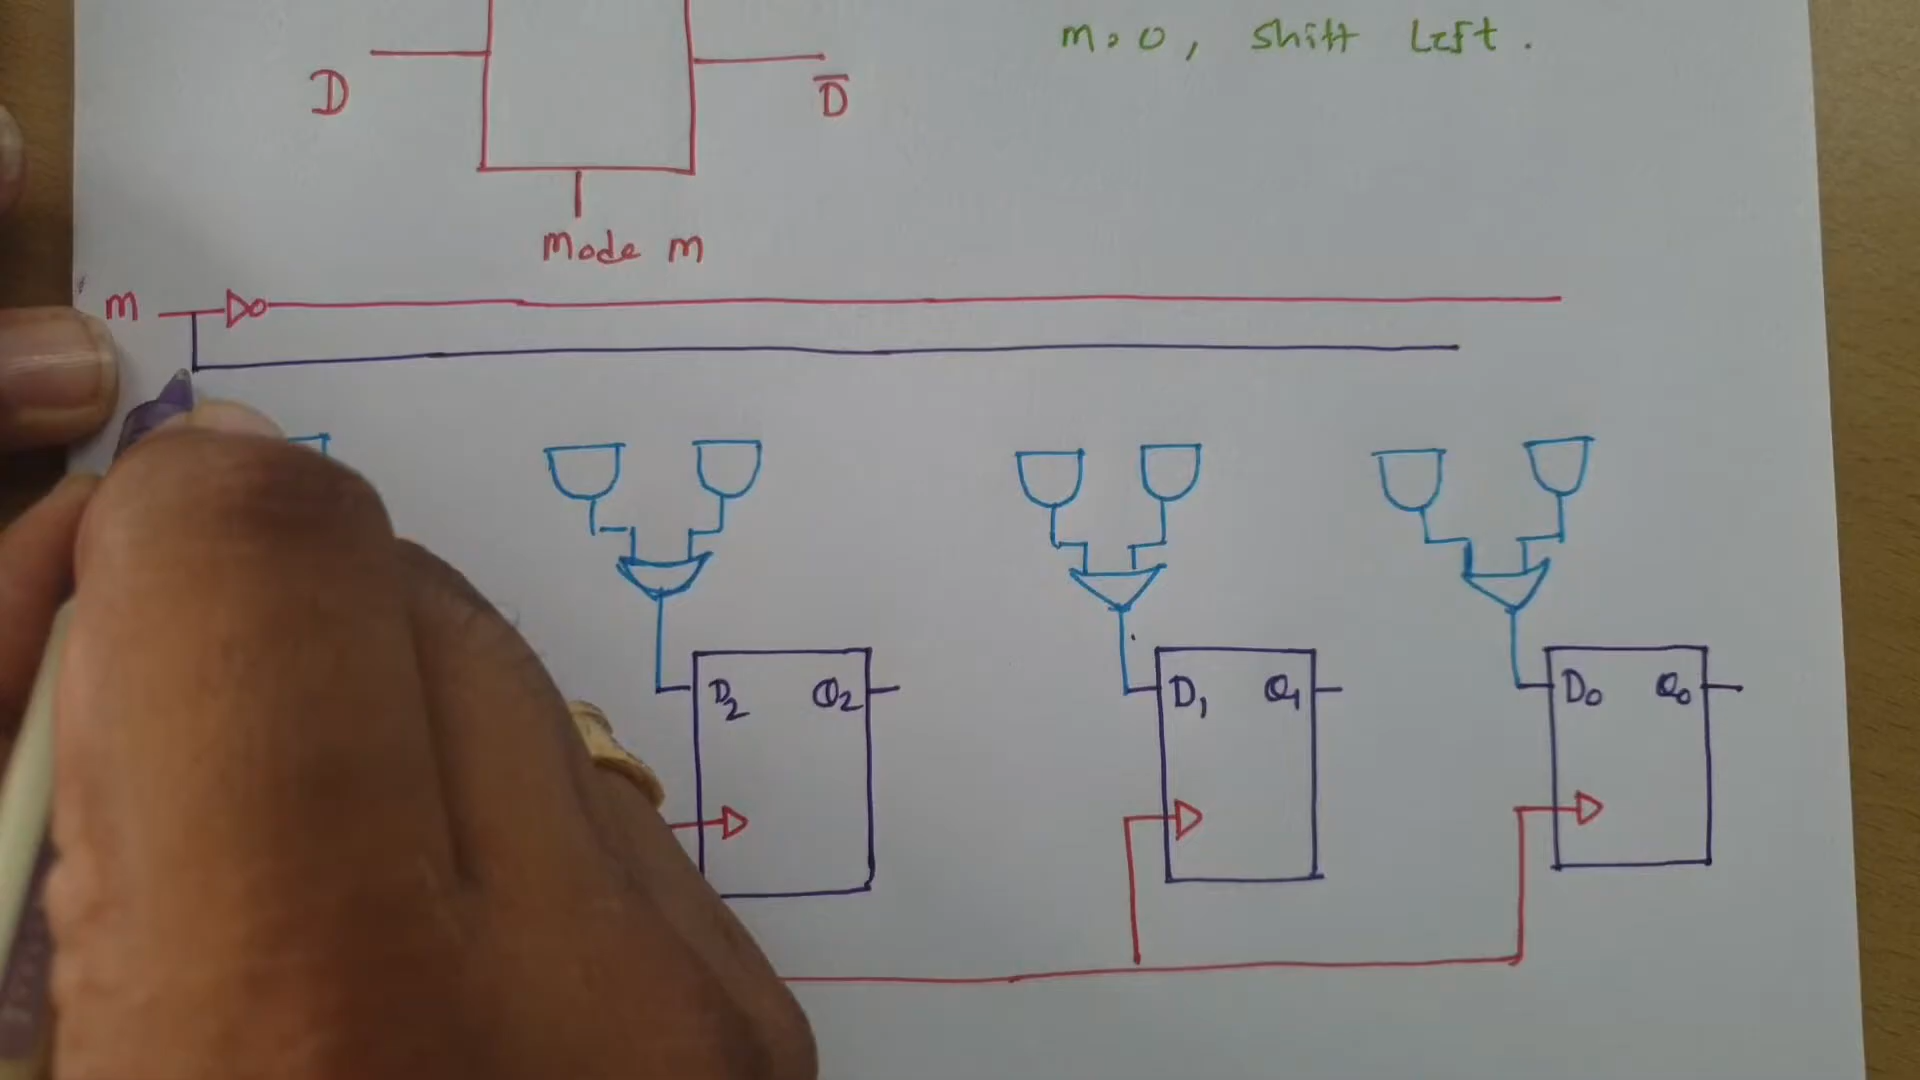 m=0, shift left.
D
D̅
Mode m
m
D2 Q2
D1 Q1
D0 Q0